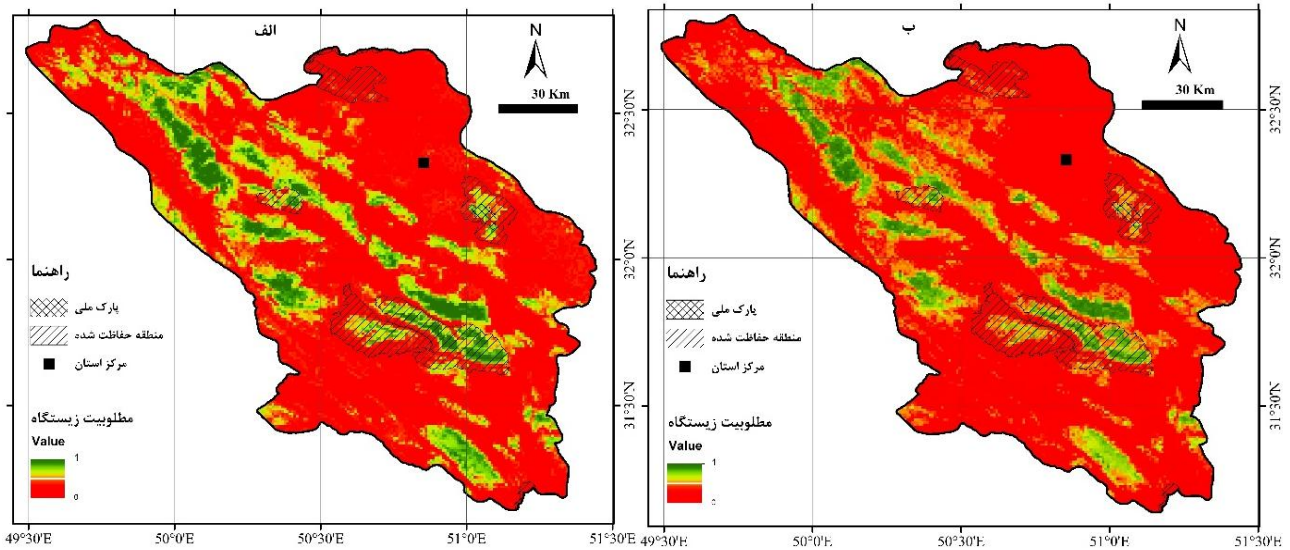 الف
N
30 Km
32°30'N
32°0'N
31°30'N
راهنما
پارک ملی
منطقه حفاظت شده
مرکز استان
مطلوبیت زیستگاه
Value
1
0
49°30'E 50°0'E 50°30'E 51°0'E 51°30'E
ب
N
30 Km
32°30'N
32°0'N
31°30'N
راهنما
پارک ملی
منطقه حفاظت شده
مرکز استان
مطلوبیت زیستگاه
Value
1
0
49°30'E 50°0'E 50°30'E 51°0'E 51°30'E